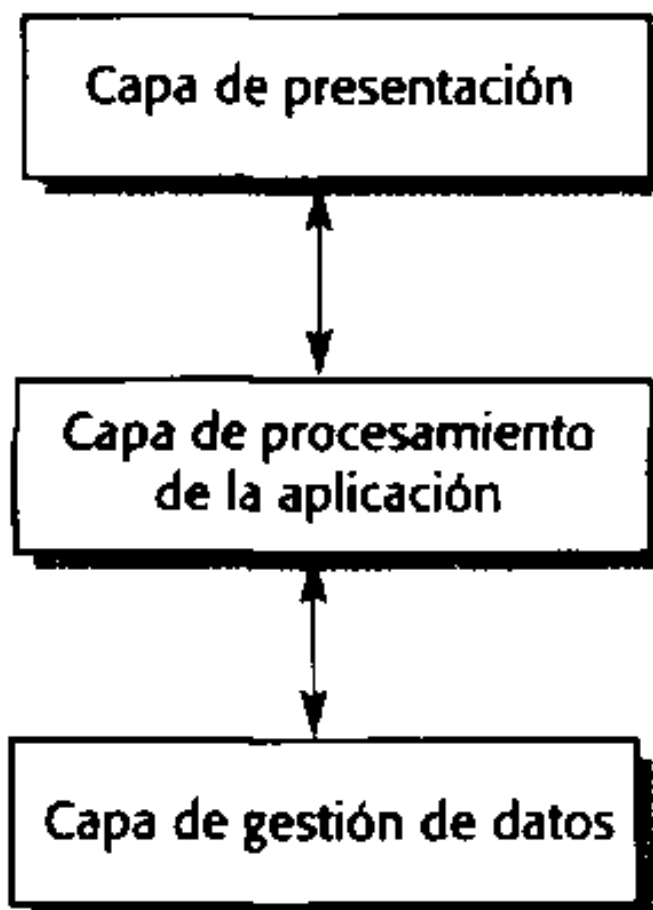 Capa de presentación
Capa de procesamiento
de la aplicación
Capa de gestión de datos